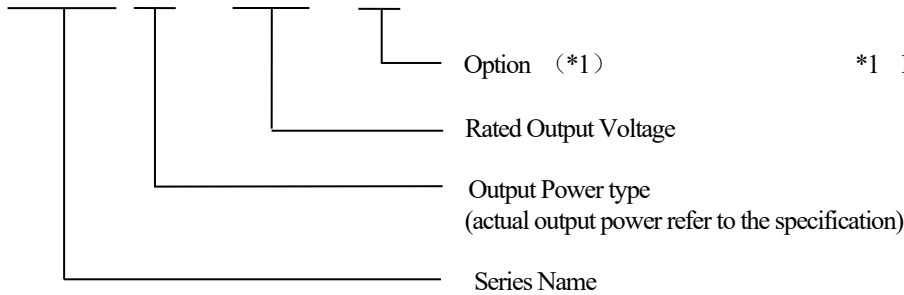 Option （*1） *1
Rated Output Voltage
Output Power type
(actual output power refer to the specification)
Series Name